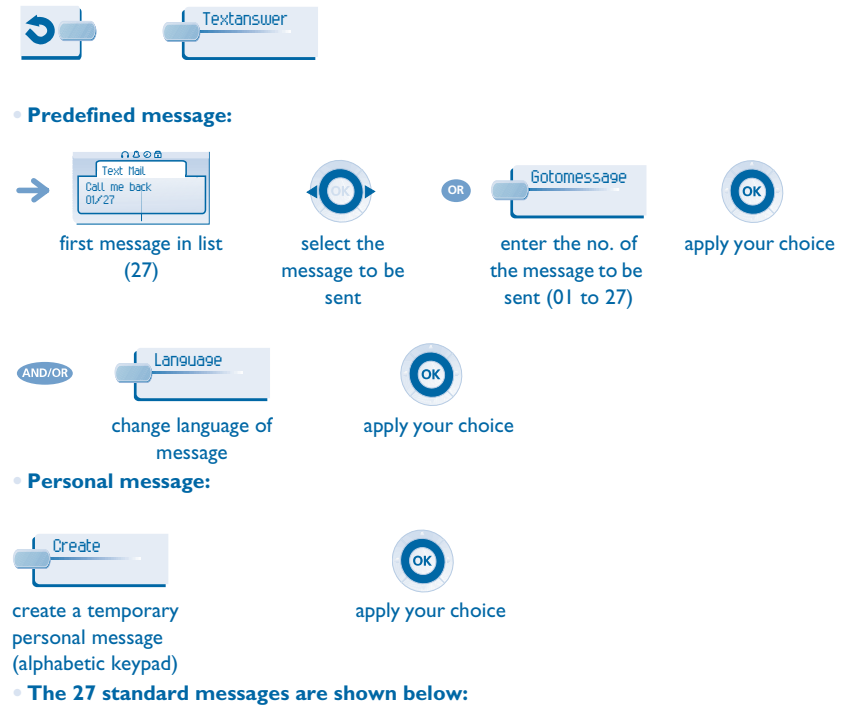 Textanswer
• Predefined message:
Text Mail
Call me back
01/27
OK
OR
Gotomessage
OK
first message in list
(27)
select the
message to be
sent
enter the no. of
the message to be
sent (01 to 27)
apply your choice
AND/OR
Language
OK
change language of
message
apply your choice
• Personal message:
Create
OK
create a temporary
personal message
(alphabetic keypad)
apply your choice
• The 27 standard messages are shown below: